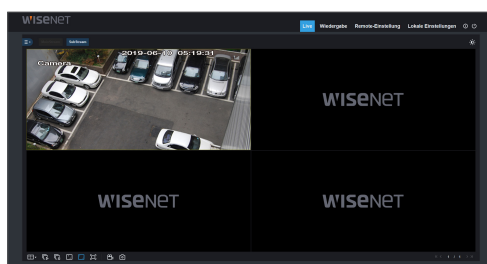 WISENET
Live Wiedergabe Remote-Einstellung Lokale Einstellungen
2019-06-10 05:19:31
Camera
WISENET
WISENET
WISENET